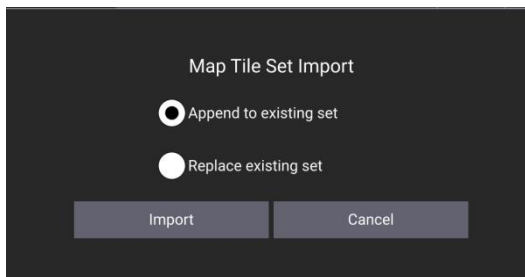 Map Tile Set Import
Append to existing set
Replace existing set
Import Cancel